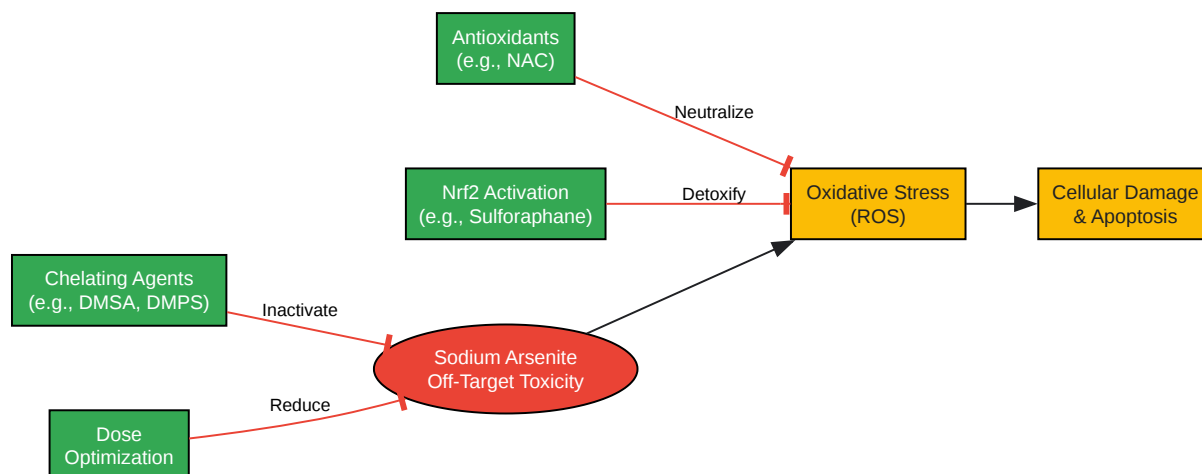 Antioxidants
(e.g., NAC)
Neutralize
Nrf2 Activation
(e.g., Sulforaphane)
Detoxify
Oxidative Stress
(ROS)
Cellular Damage
& Apoptosis
Chelating Agents
(e.g., DMSA, DMPS)
Inactivate
Sodium Arsenite
Off-Target Toxicity
Reduce
Dose
Optimization